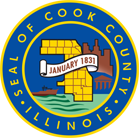 SEAL OF COOK COUNTY
JANUARY 1831
ILLINOIS